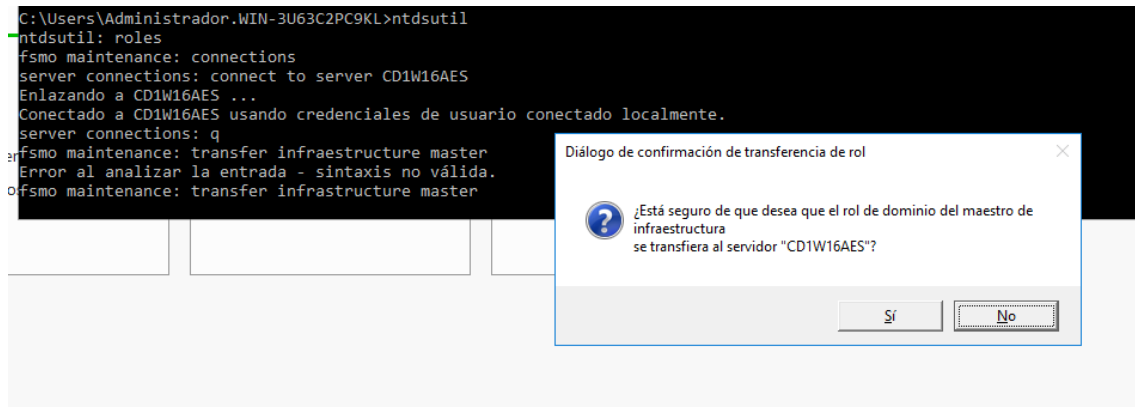 C:\Users\Administrador.WIN-3U63C2PC9KL>ntdsutil
ntdsutil: roles
fsmo maintenance: connections
server connections: connect to server CD1W16AES
Enlazando a CD1W16AES ...
Conectado a CD1W16AES usando credenciales de usuario conectado localmente.
server connections: q
fsmo maintenance: transfer infraestructure master
Error al analizar la entrada - sintaxis no válida.
fsmo maintenance: transfer infrastructure master
Diálogo de confirmación de transferencia de rol
¿Está seguro de que desea que el rol de dominio del maestro de
infraestructura
se transfiera al servidor "CD1W16AES"?
Sí
No